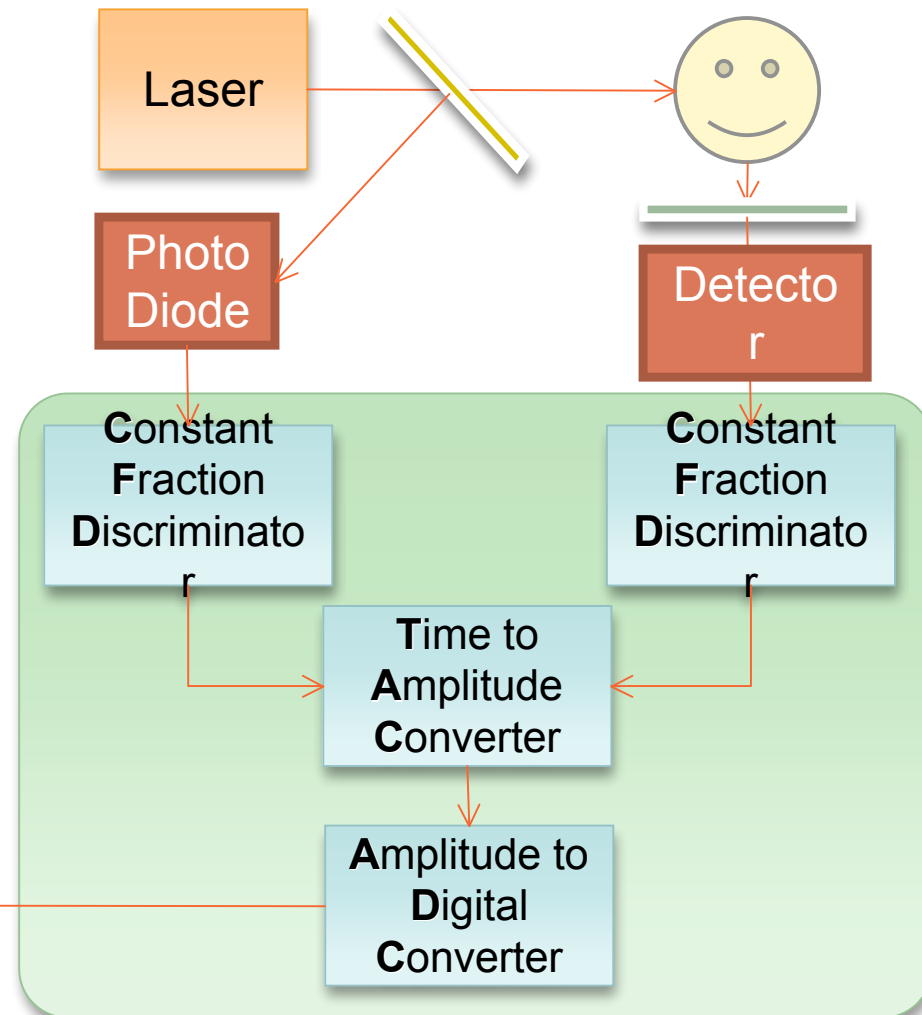 Laser
Photo
Diode
Detecto
r
Constant
Fraction
Discriminato
r
Constant
Fraction
Discriminato
r
Time to
Amplitude
Converter
Amplitude to
Digital
Converter